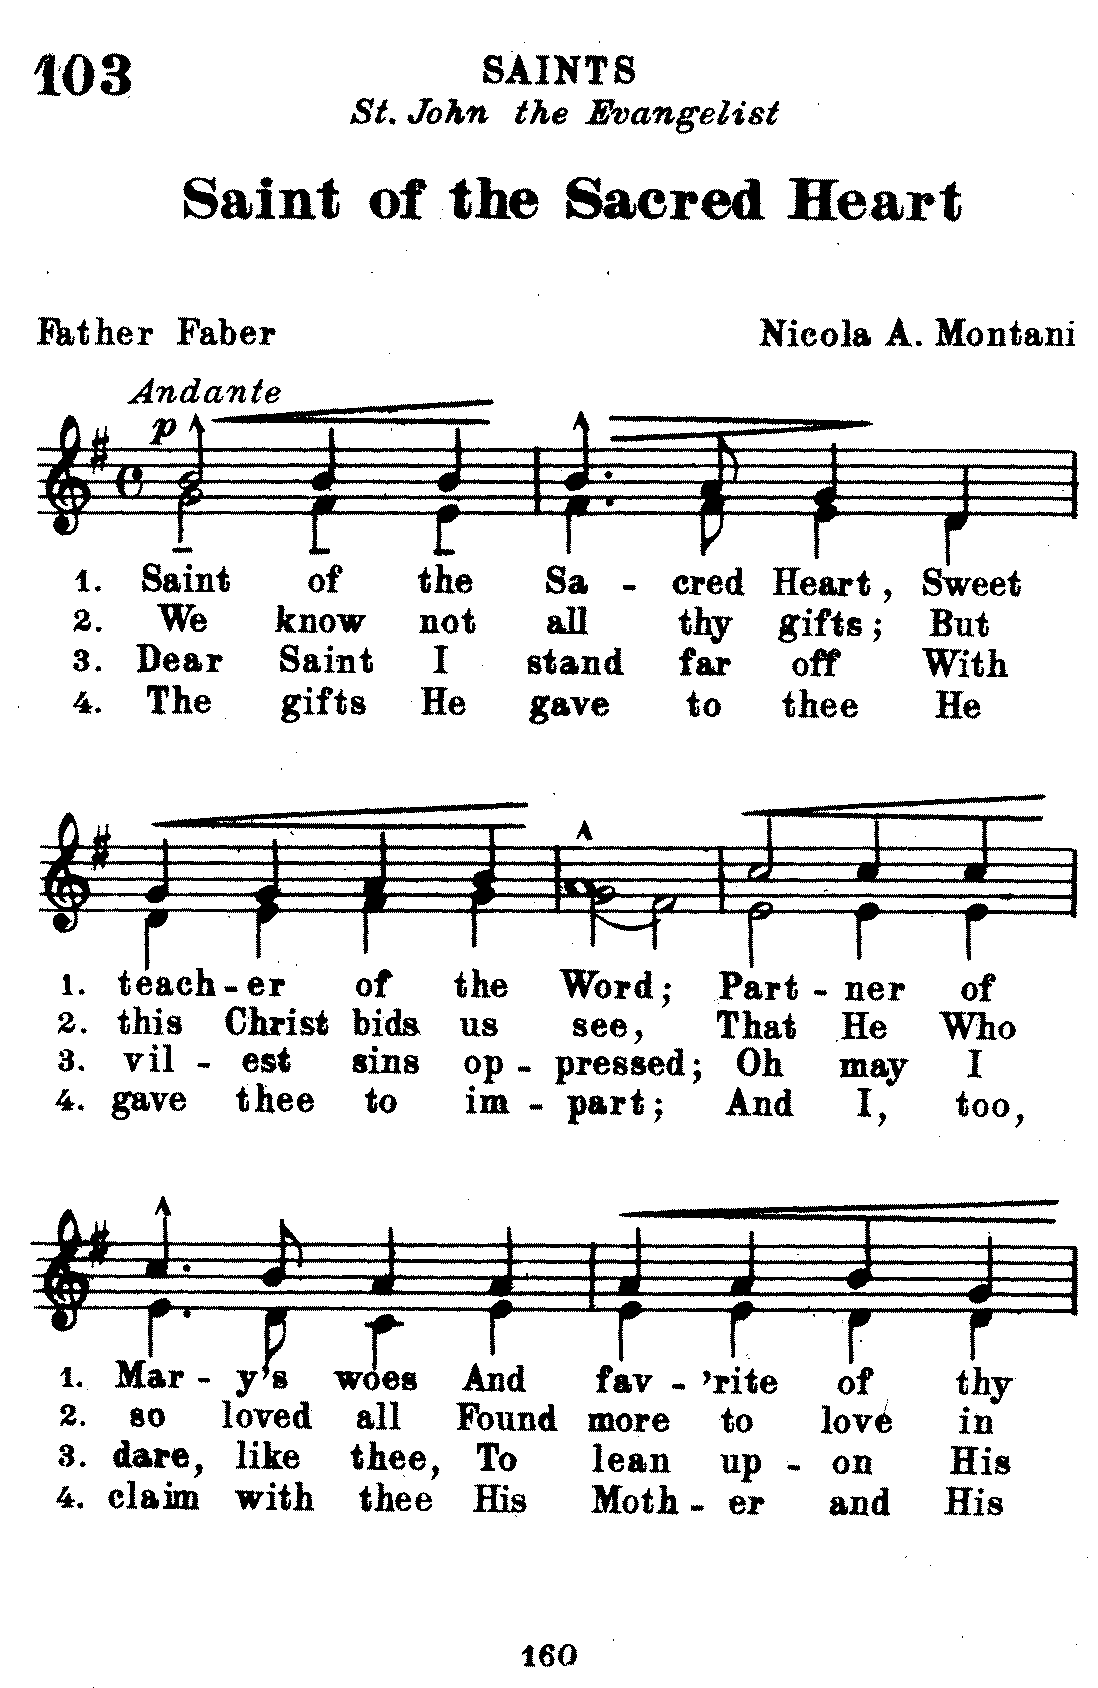 103
SAINTS
St. John the Evangelist
Saint of the Sacred Heart
Father Faber Nicola A. Montani
Andante
p
1. Saint of the Sa - cred Heart, Sweet
2. We know not all thy gifts; But
3. Dear Saint I stand far off With
4. The gifts He gave to thee He
1. teach - er of the Word; Part - ner of
2. this Christ bids us see, That He Who
3. vil - est sins op - pressed; Oh may I
4. gave thee to im - part; And I, too,
1. Mar - y's woes And fav - 'rite of thy
2. so loved all Found more to love in
3. dare, like thee, To lean up - on His
4. claim with thee His Moth - er and His
160